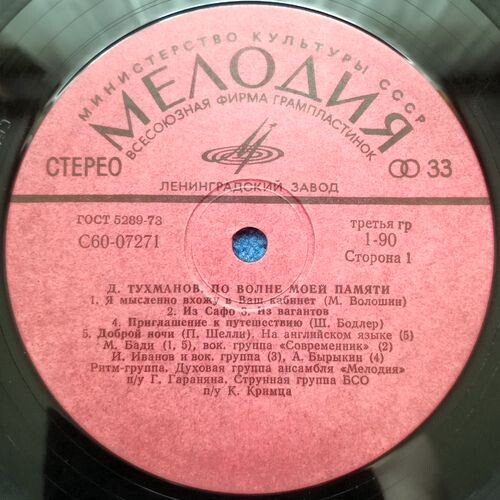 МИНИСТЕРСТВО КУЛЬТУРЫ СССР
МЕЛОДИЯ
ВСЕСОЮЗНАЯ ФИРМА ГРАМПЛАСТИНОК
СТЕРЕО
33
ЛЕНИНГРАДСКИЙ ЗАВОД
ГОСТ 5289-73
третья гр
С60-07271
1-90
Сторона 1
Д. ТУХМАНОВ, ПО ВОЛНЕ МОЕЙ ПАМЯТИ
1. Я мысленно вхожу в Ваш кабинет (М. Волошин)
2. Из Сафо 3. Из вагантов
4. Приглашение к путешествию (Ш. Бодлер)
5. Доброй ночи (П. Шелли). На английском языке (5)
М. Бади (1, 5), вок. группа «Современник» (2)
И. Иванов и вок. группа (3), А. Бырыкин (4)
Ритм-группа. Духовая группа ансамбля «Мелодия»
п/у Г. Гараняна. Струнная группа БСО
п/у К. Кримца